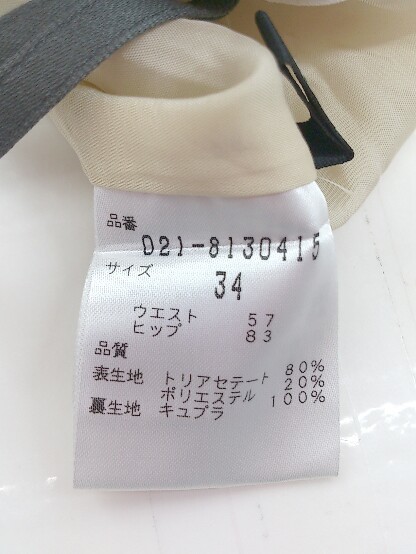 品番
021-8130415
サイズ
34
ウエスト 57
ヒップ 83
品質
表生地 トリアセテート 80%
ポリエステル 20%
裏生地 キュプラ 100%